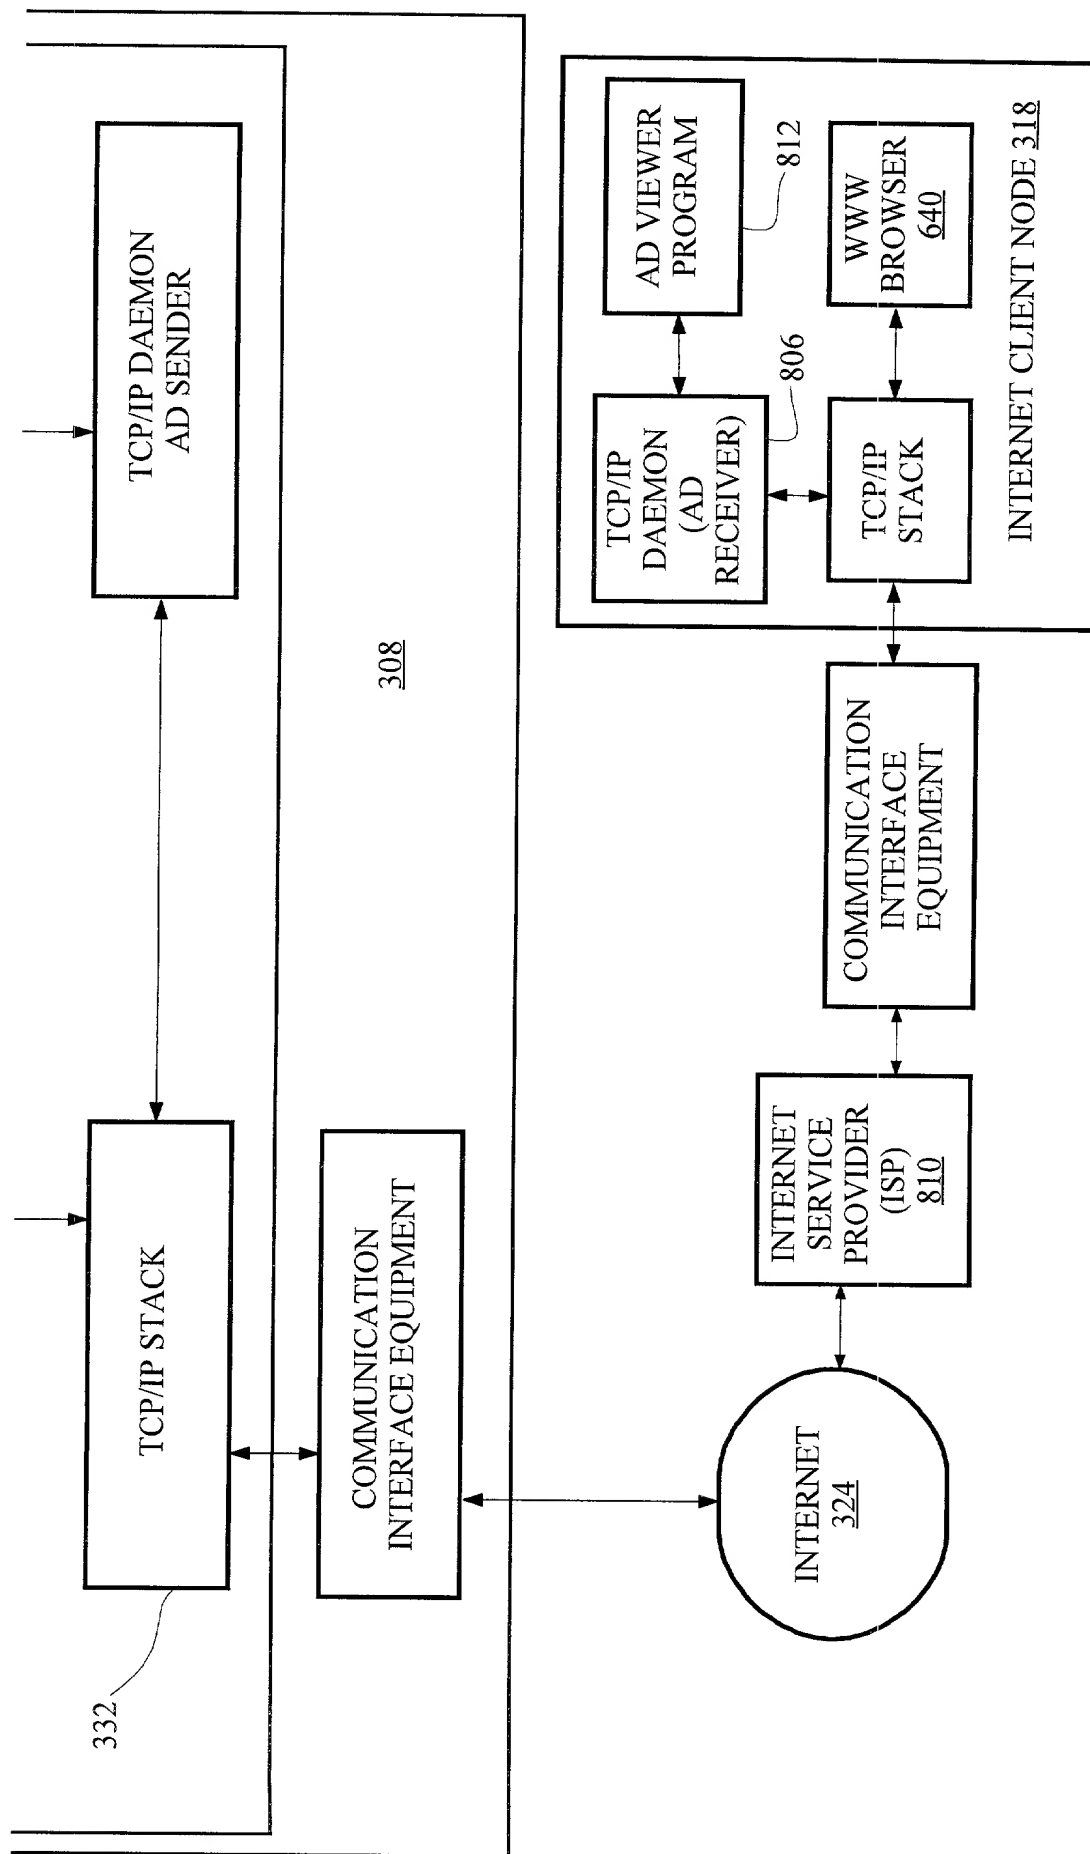 332
TCP/IP STACK
TCP/IP DAEMON
AD SENDER
COMMUNICATION
INTERFACE EQUIPMENT
308
INTERNET
324
INTERNET
SERVICE
PROVIDER
(ISP)
810
COMMUNICATION
INTERFACE
EQUIPMENT
TCP/IP
DAEMON
(AD
RECEIVER)
806
AD VIEWER
PROGRAM
812
TCP/IP
STACK
WWW
BROWSER
640
INTERNET CLIENT NODE 318